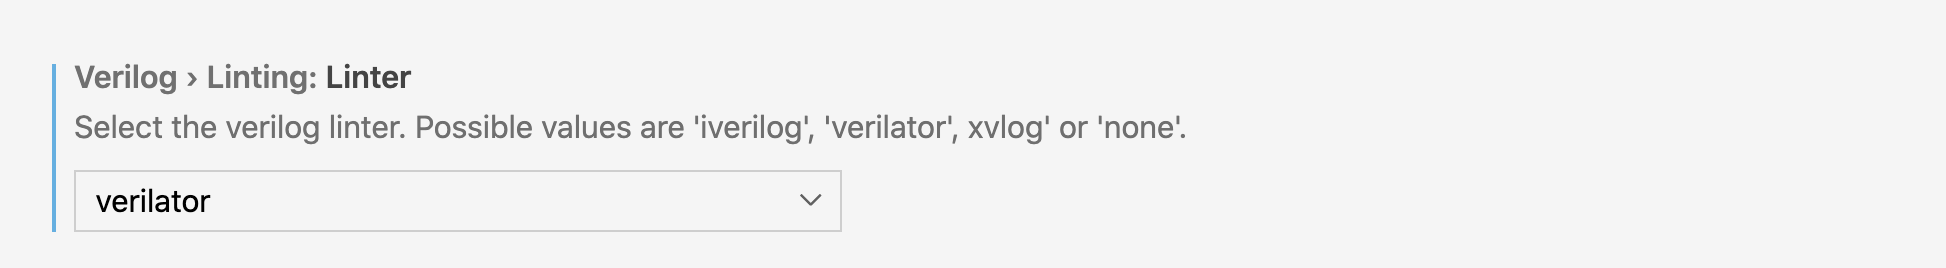 Verilog › Linting: Linter
Select the verilog linter. Possible values are 'iverilog', 'verilator', xvlog' or 'none'.
verilator